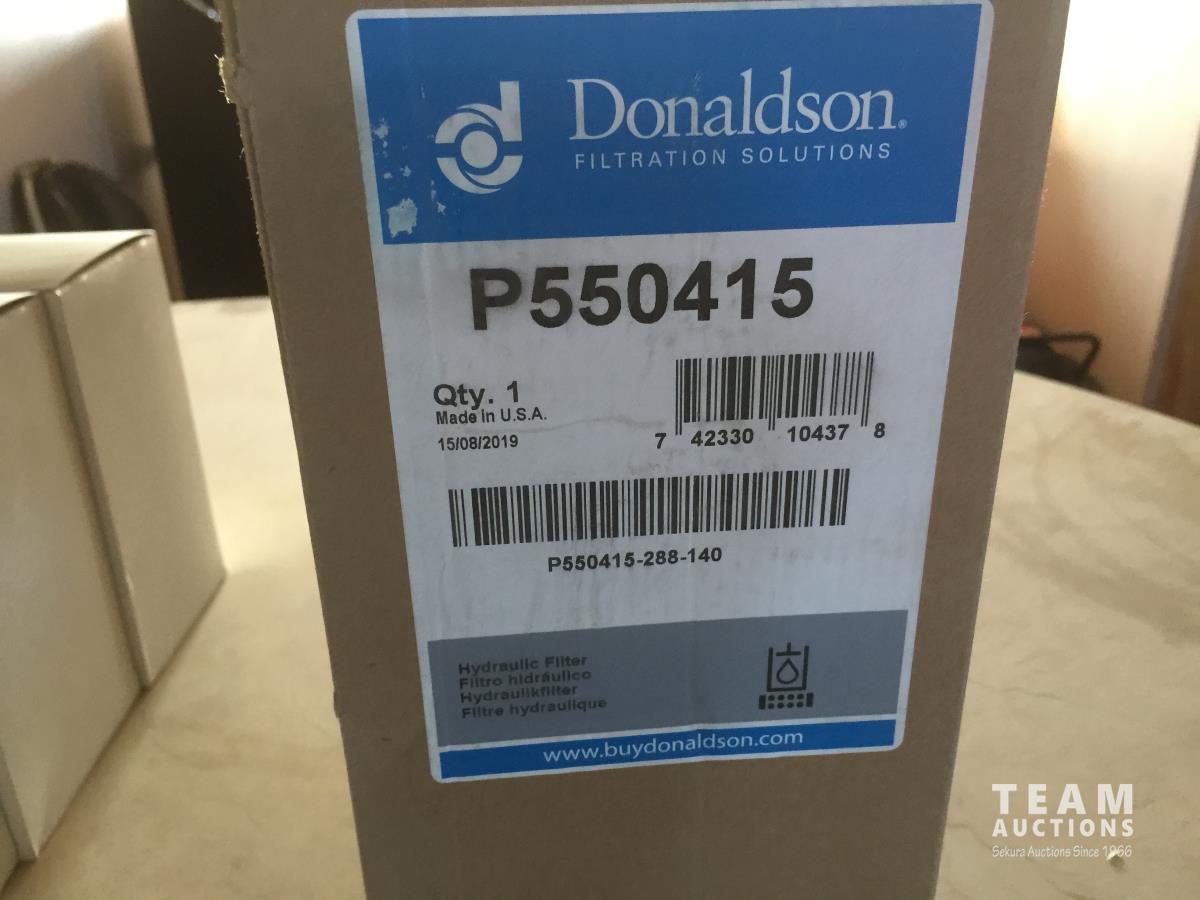 Donaldson®
FILTRATION SOLUTIONS
P550415
Qty. 1
Made in U.S.A.
15/08/2019
7 42330 10437 8
P550415-288-140
Hydraulic Filter
Filtro hidráulico
Hydraulikfilter
Filtre hydraulique
www.buydonaldson.com
TEAM
AUCTIONS
Sekura Auctions Since 1966